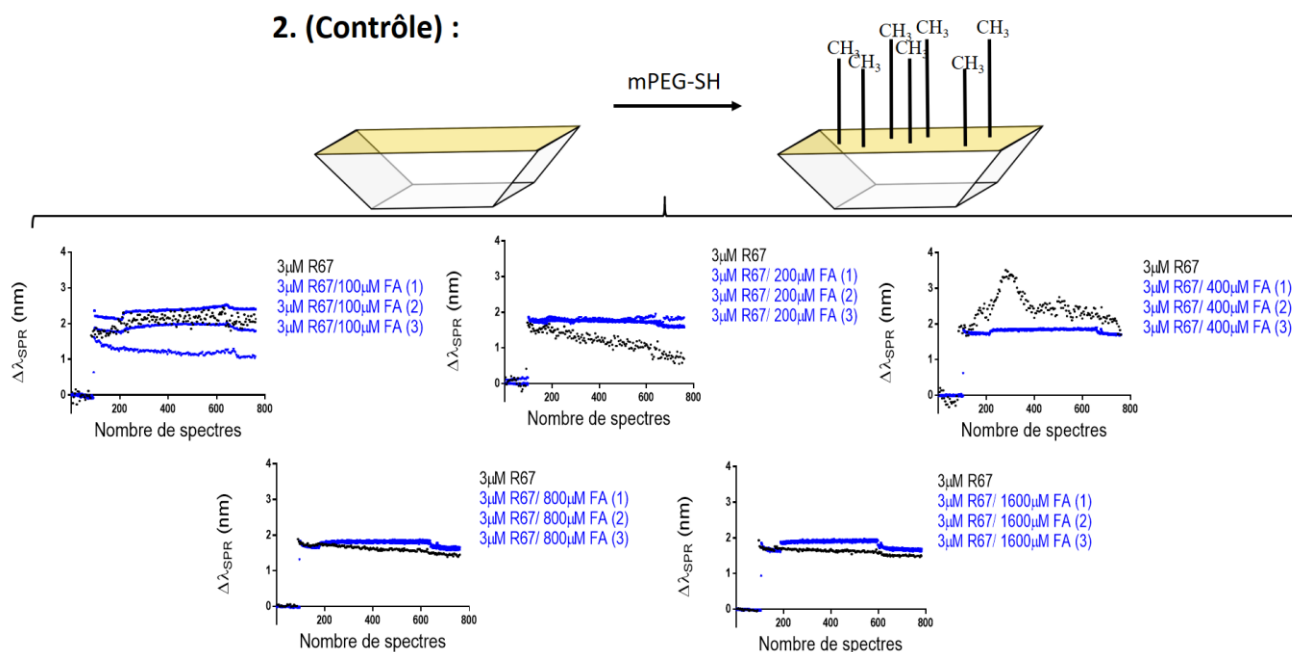 2. (Contrôle) :
mPEG-SH
CH3
CH3
CH3
CH3
CH3
CH3
CH3
ΔλSPR (nm)
4
3
2
1
0
200
400
600
800
Nombre de spectres
3µM R67
3µM R67/100µM FA (1)
3µM R67/100µM FA (2)
3µM R67/100µM FA (3)
ΔλSPR (nm)
4
3
2
1
0
200
400
600
800
Nombre de spectres
3µM R67
3µM R67/ 200µM FA (1)
3µM R67/ 200µM FA (2)
3µM R67/ 200µM FA (3)
ΔλSPR (nm)
4
3
2
1
0
200
400
600
800
Nombre de spectres
3µM R67
3µM R67/ 400µM FA (1)
3µM R67/ 400µM FA (2)
3µM R67/ 400µM FA (3)
ΔλSPR (nm)
4
3
2
1
0
200
400
600
800
Nombre de spectres
3µM R67
3µM R67/ 800µM FA (1)
3µM R67/ 800µM FA (2)
3µM R67/ 800µM FA (3)
ΔλSPR (nm)
4
3
2
1
0
200
400
600
800
Nombre de spectres
3µM R67
3µM R67/ 1600µM FA (1)
3µM R67/ 1600µM FA (2)
3µM R67/ 1600µM FA (3)